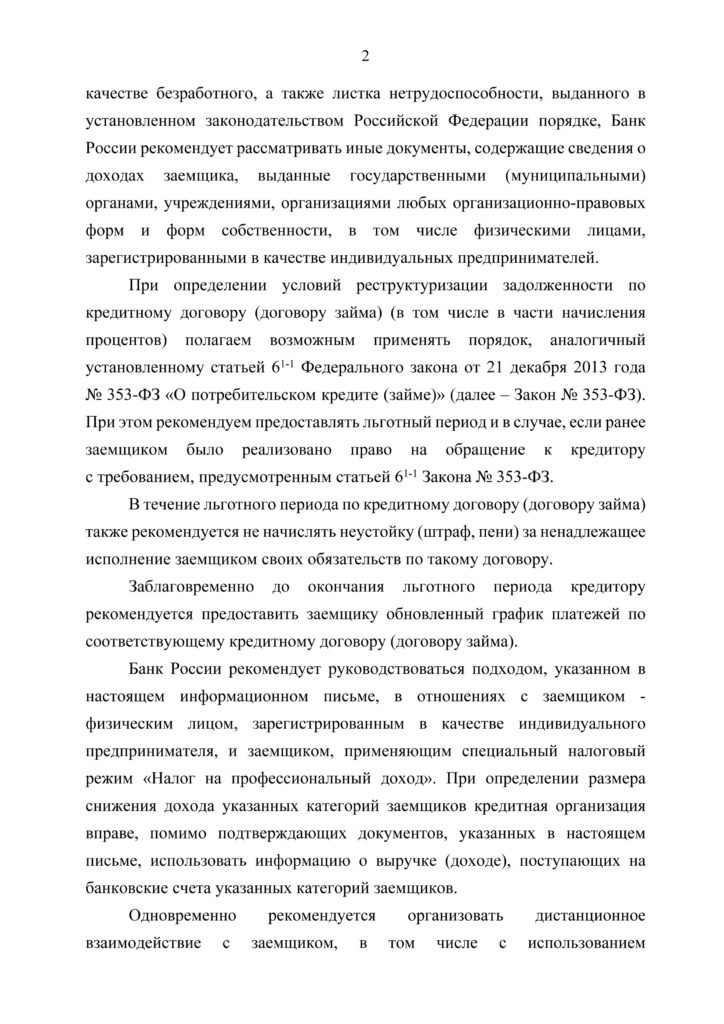 2
качестве безработного, а также листка нетрудоспособности, выданного в
установленном законодательством Российской Федерации порядке, Банк
России рекомендует рассматривать иные документы, содержащие сведения о
доходах заемщика, выданные государственными (муниципальными)
органами, учреждениями, организациями любых организационно-правовых
форм и форм собственности, в том числе физическими лицами,
зарегистрированными в качестве индивидуальных предпринимателей.
При определении условий реструктуризации задолженности по
кредитному договору (договору займа) (в том числе в части начисления
процентов) полагаем возможным применять порядок, аналогичный
установленному статьей 6¹⁻¹ Федерального закона от 21 декабря 2013 года
№ 353-ФЗ «О потребительском кредите (займе)» (далее – Закон № 353-ФЗ).
При этом рекомендуем предоставлять льготный период и в случае, если ранее
заемщиком было реализовано право на обращение к кредитору
с требованием, предусмотренным статьей 6¹⁻¹ Закона № 353-ФЗ.
В течение льготного периода по кредитному договору (договору займа)
также рекомендуется не начислять неустойку (штраф, пени) за ненадлежащее
исполнение заемщиком своих обязательств по такому договору.
Заблаговременно до окончания льготного периода кредитору
рекомендуется предоставить заемщику обновленный график платежей по
соответствующему кредитному договору (договору займа).
Банк России рекомендует руководствоваться подходом, указанном в
настоящем информационном письме, в отношениях с заемщиком -
физическим лицом, зарегистрированным в качестве индивидуального
предпринимателя, и заемщиком, применяющим специальный налоговый
режим «Налог на профессиональный доход». При определении размера
снижения дохода указанных категорий заемщиков кредитная организация
вправе, помимо подтверждающих документов, указанных в настоящем
письме, использовать информацию о выручке (доходе), поступающих на
банковские счета указанных категорий заемщиков.
Одновременно рекомендуется организовать дистанционное
взаимодействие с заемщиком, в том числе с использованием